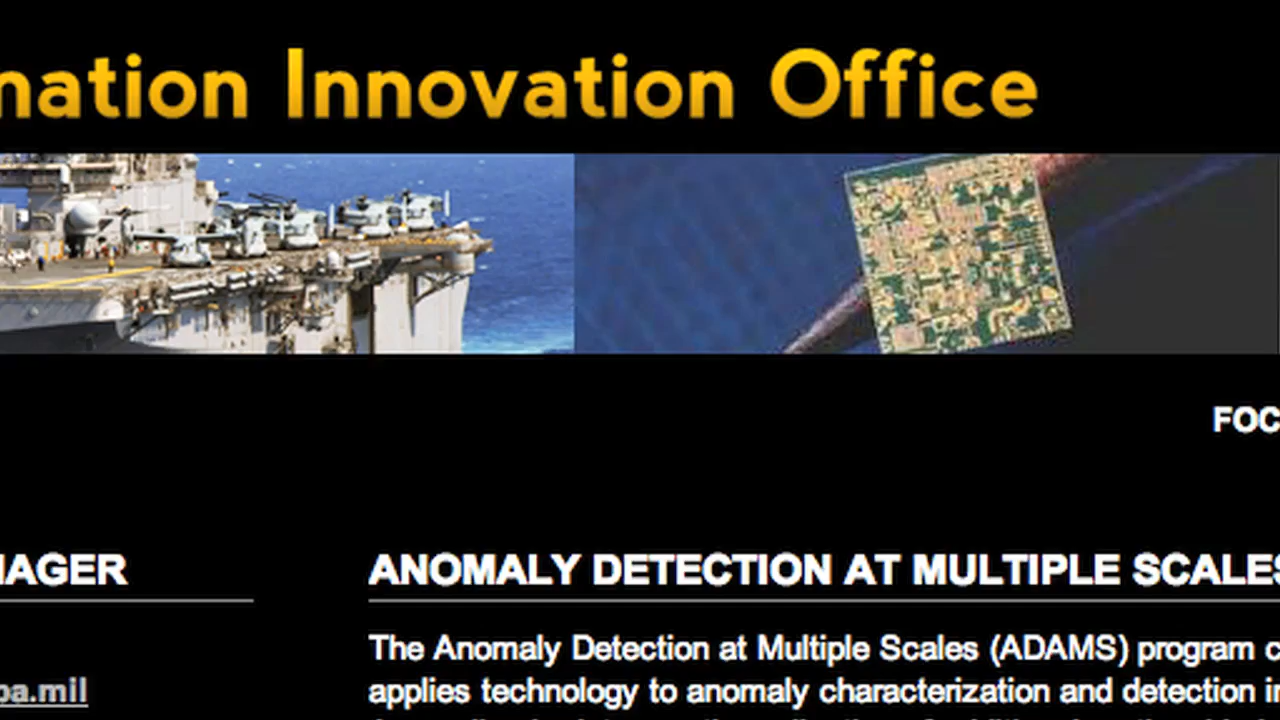 mation Innovation Office
FOC
NAGER
ANOMALY DETECTION AT MULTIPLE SCALES
The Anomaly Detection at Multiple Scales (ADAMS) program c
pa.mil
applies technology to anomaly characterization and detection in